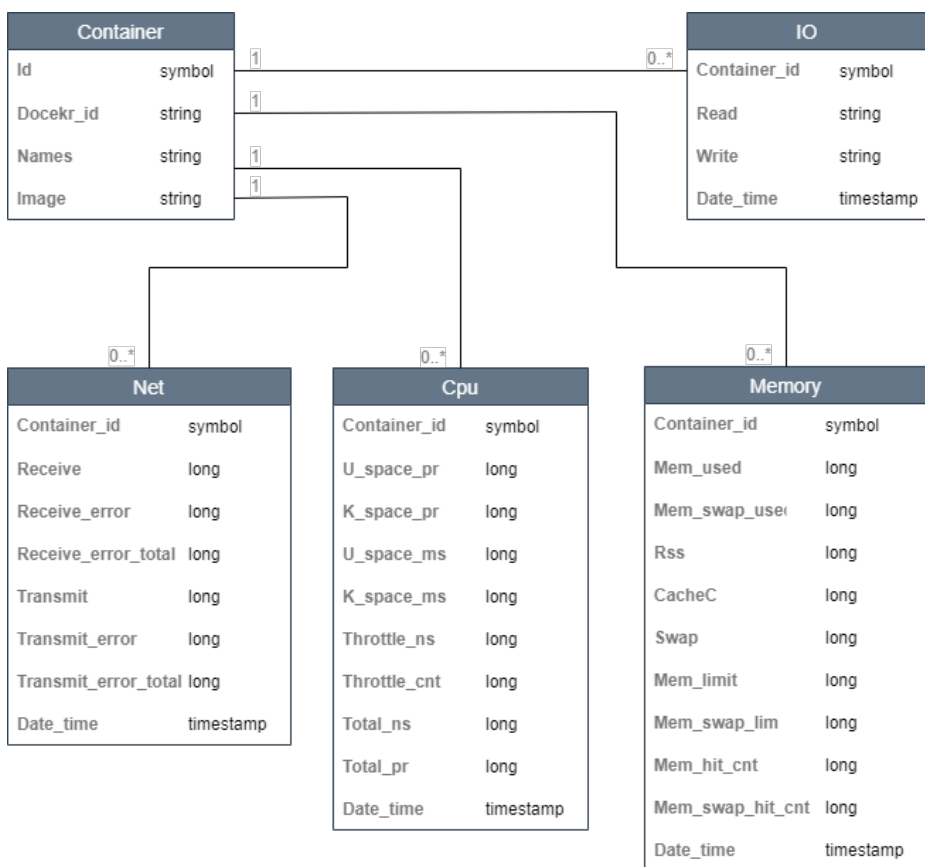 Container
Id symbol
Docekr_id string
Names string
Image string
1
1
1
1
IO
Container_id symbol
Read string
Write string
Date_time timestamp
0..*
0..*
0..*
0..*
Net
Container_id symbol
Receive long
Receive_error long
Receive_error_total long
Transmit long
Transmit_error long
Transmit_error_total long
Date_time timestamp
Cpu
Container_id symbol
U_space_pr long
K_space_pr long
U_space_ms long
K_space_ms long
Throttle_ns long
Throttle_cnt long
Total_ns long
Total_pr long
Date_time timestamp
Memory
Container_id symbol
Mem_used long
Mem_swap_use long
Rss long
CacheC long
Swap long
Mem_limit long
Mem_swap_lim long
Mem_hit_cnt long
Mem_swap_hit_cnt long
Date_time timestamp